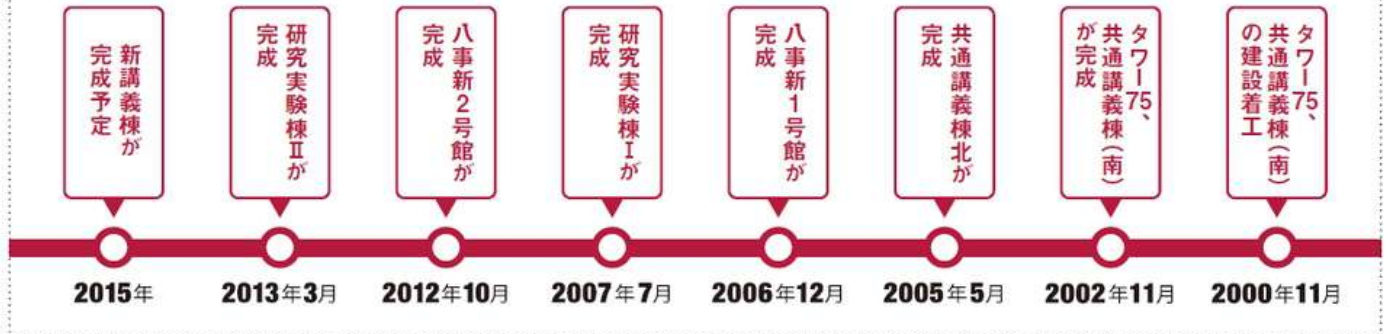 タワー75、
共通講義棟(南)
の建設着工
2000年11月
タワー75、
共通講義棟(南)
が完成
2002年11月
共通講義棟北が
完成
2005年5月
八事新1号館が
完成
2006年12月
研究実験棟Ⅰが
完成
2007年7月
八事新2号館が
完成
2012年10月
研究実験棟Ⅱが
完成
2013年3月
新講義棟が
完成予定
2015年